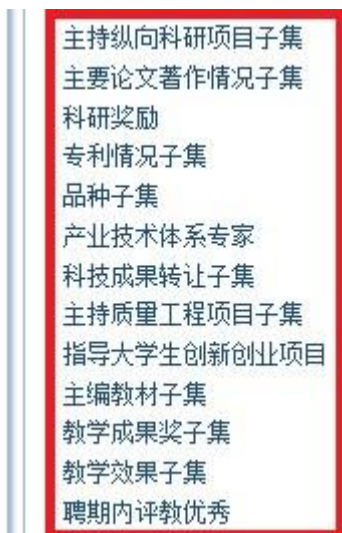 主持纵向科研项目子集
主要论文著作情况子集
科研奖励
专利情况子集
品种子集
产业技术体系专家
科技成果转让子集
主持质量工程项目子集
指导大学生创新创业项目
主编教材子集
教学成果奖子集
教学效果子集
聘期内评教优秀